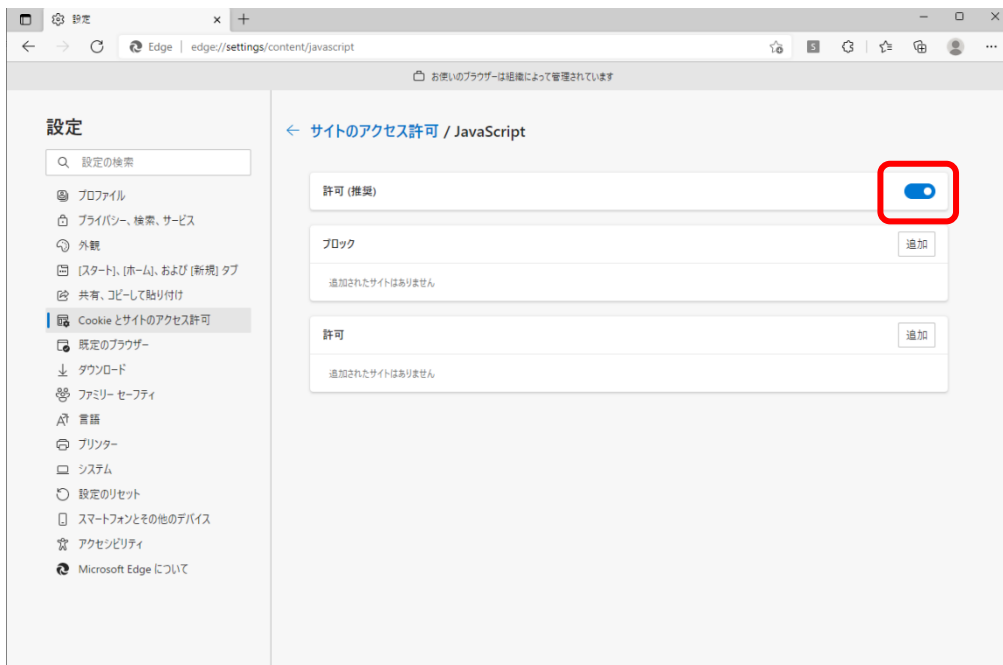 設定
Edge | edge://settings/content/javascript
S
お使いのブラウザーは組織によって管理されています
設定
設定の検索
プロファイル
プライバシー、検索、サービス
外観
[スタート]、[ホーム]、および [新規] タブ
共有、コピーして貼り付け
Cookie とサイトのアクセス許可
既定のブラウザー
ダウンロード
ファミリー セーフティ
言語
プリンター
システム
設定のリセット
スマートフォンとその他のデバイス
アクセシビリティ
Microsoft Edge について
サイトのアクセス許可 / JavaScript
許可 (推奨)
ブロック
追加
追加されたサイトはありません
許可
追加
追加されたサイトはありません